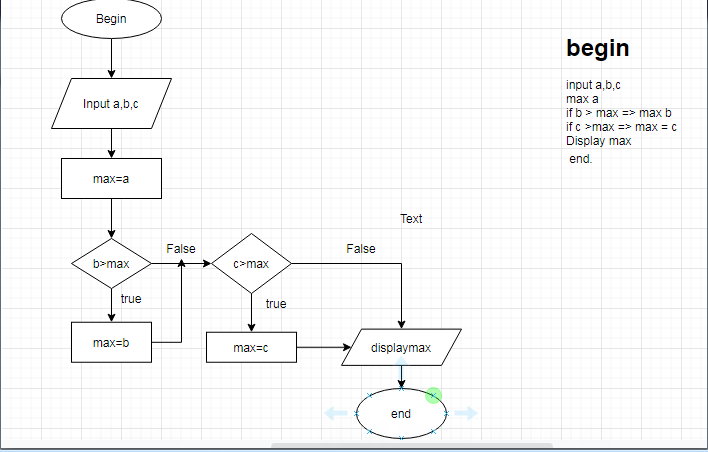 Begin
Input a,b,c
max=a
b>max
False
true
max=b
c>max
False
true
max=c
Text
displaymax
end
begin
input a,b,c
max a
if b > max => max b
if c >max => max = c
Display max
end.